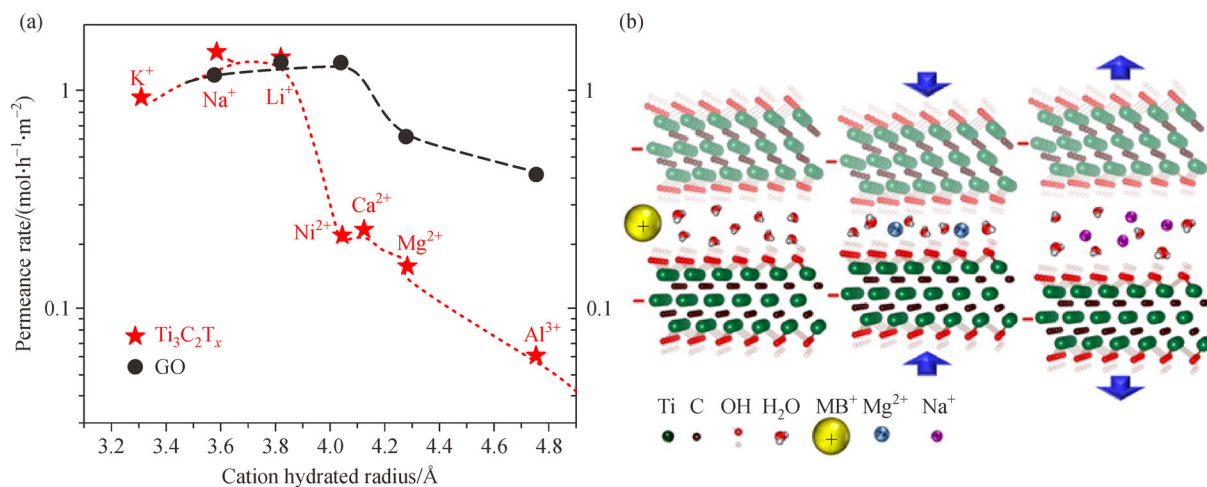 (a)
Permeance rate/(mol·h⁻¹·m⁻²)
1
0.1
K⁺
Na⁺
Li⁺
Ni²⁺
Ca²⁺
Mg²⁺
Al³⁺
Ti₃C₂Tₓ
GO
1
0.1
3.2 3.4 3.6 3.8 4.0 4.2 4.4 4.6 4.8
Cation hydrated radius/Å
(b)
+
Ti C OH H₂O MB⁺ Mg²⁺ Na⁺
+